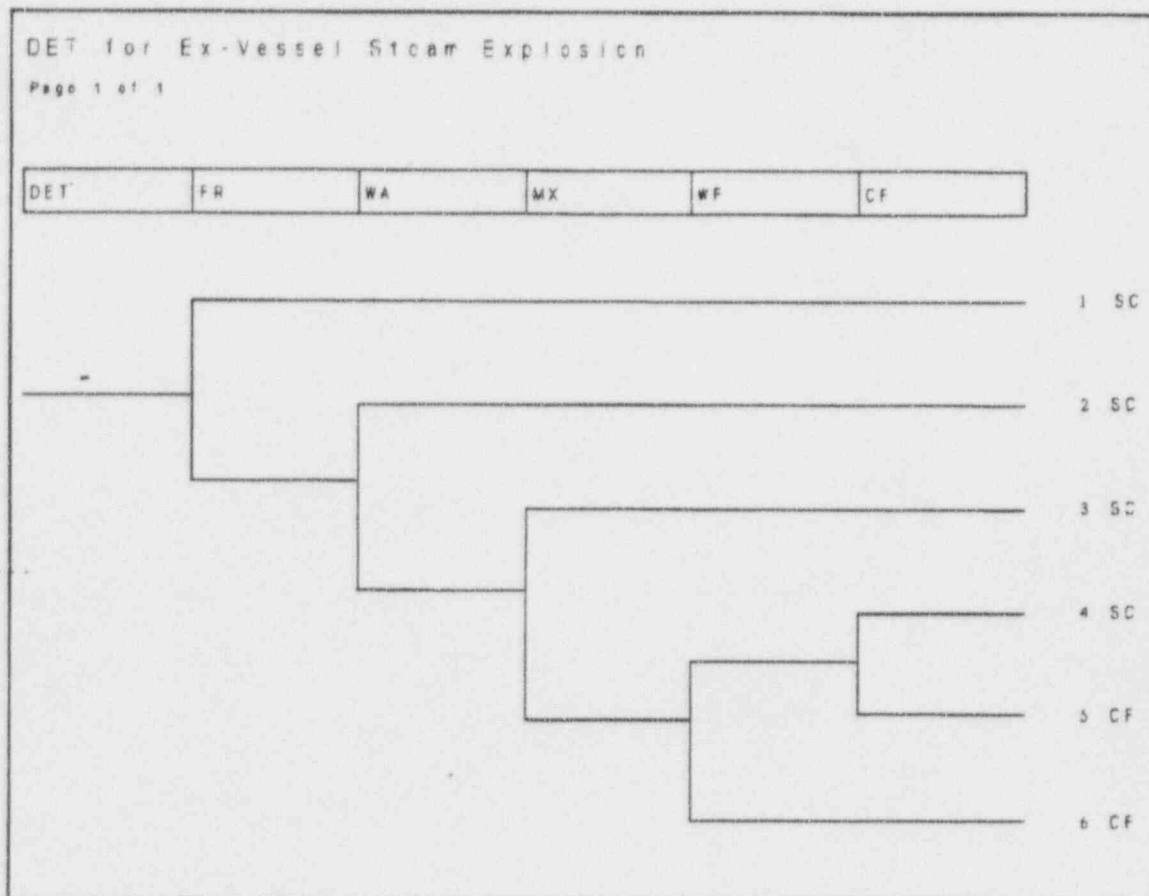 DET for Ex-Vessel Steam Explosion
Page 1 of 1
DET FR WA MX WF CF
1 SC
2 SC
3 SC
4 SC
5 CF
6 CF